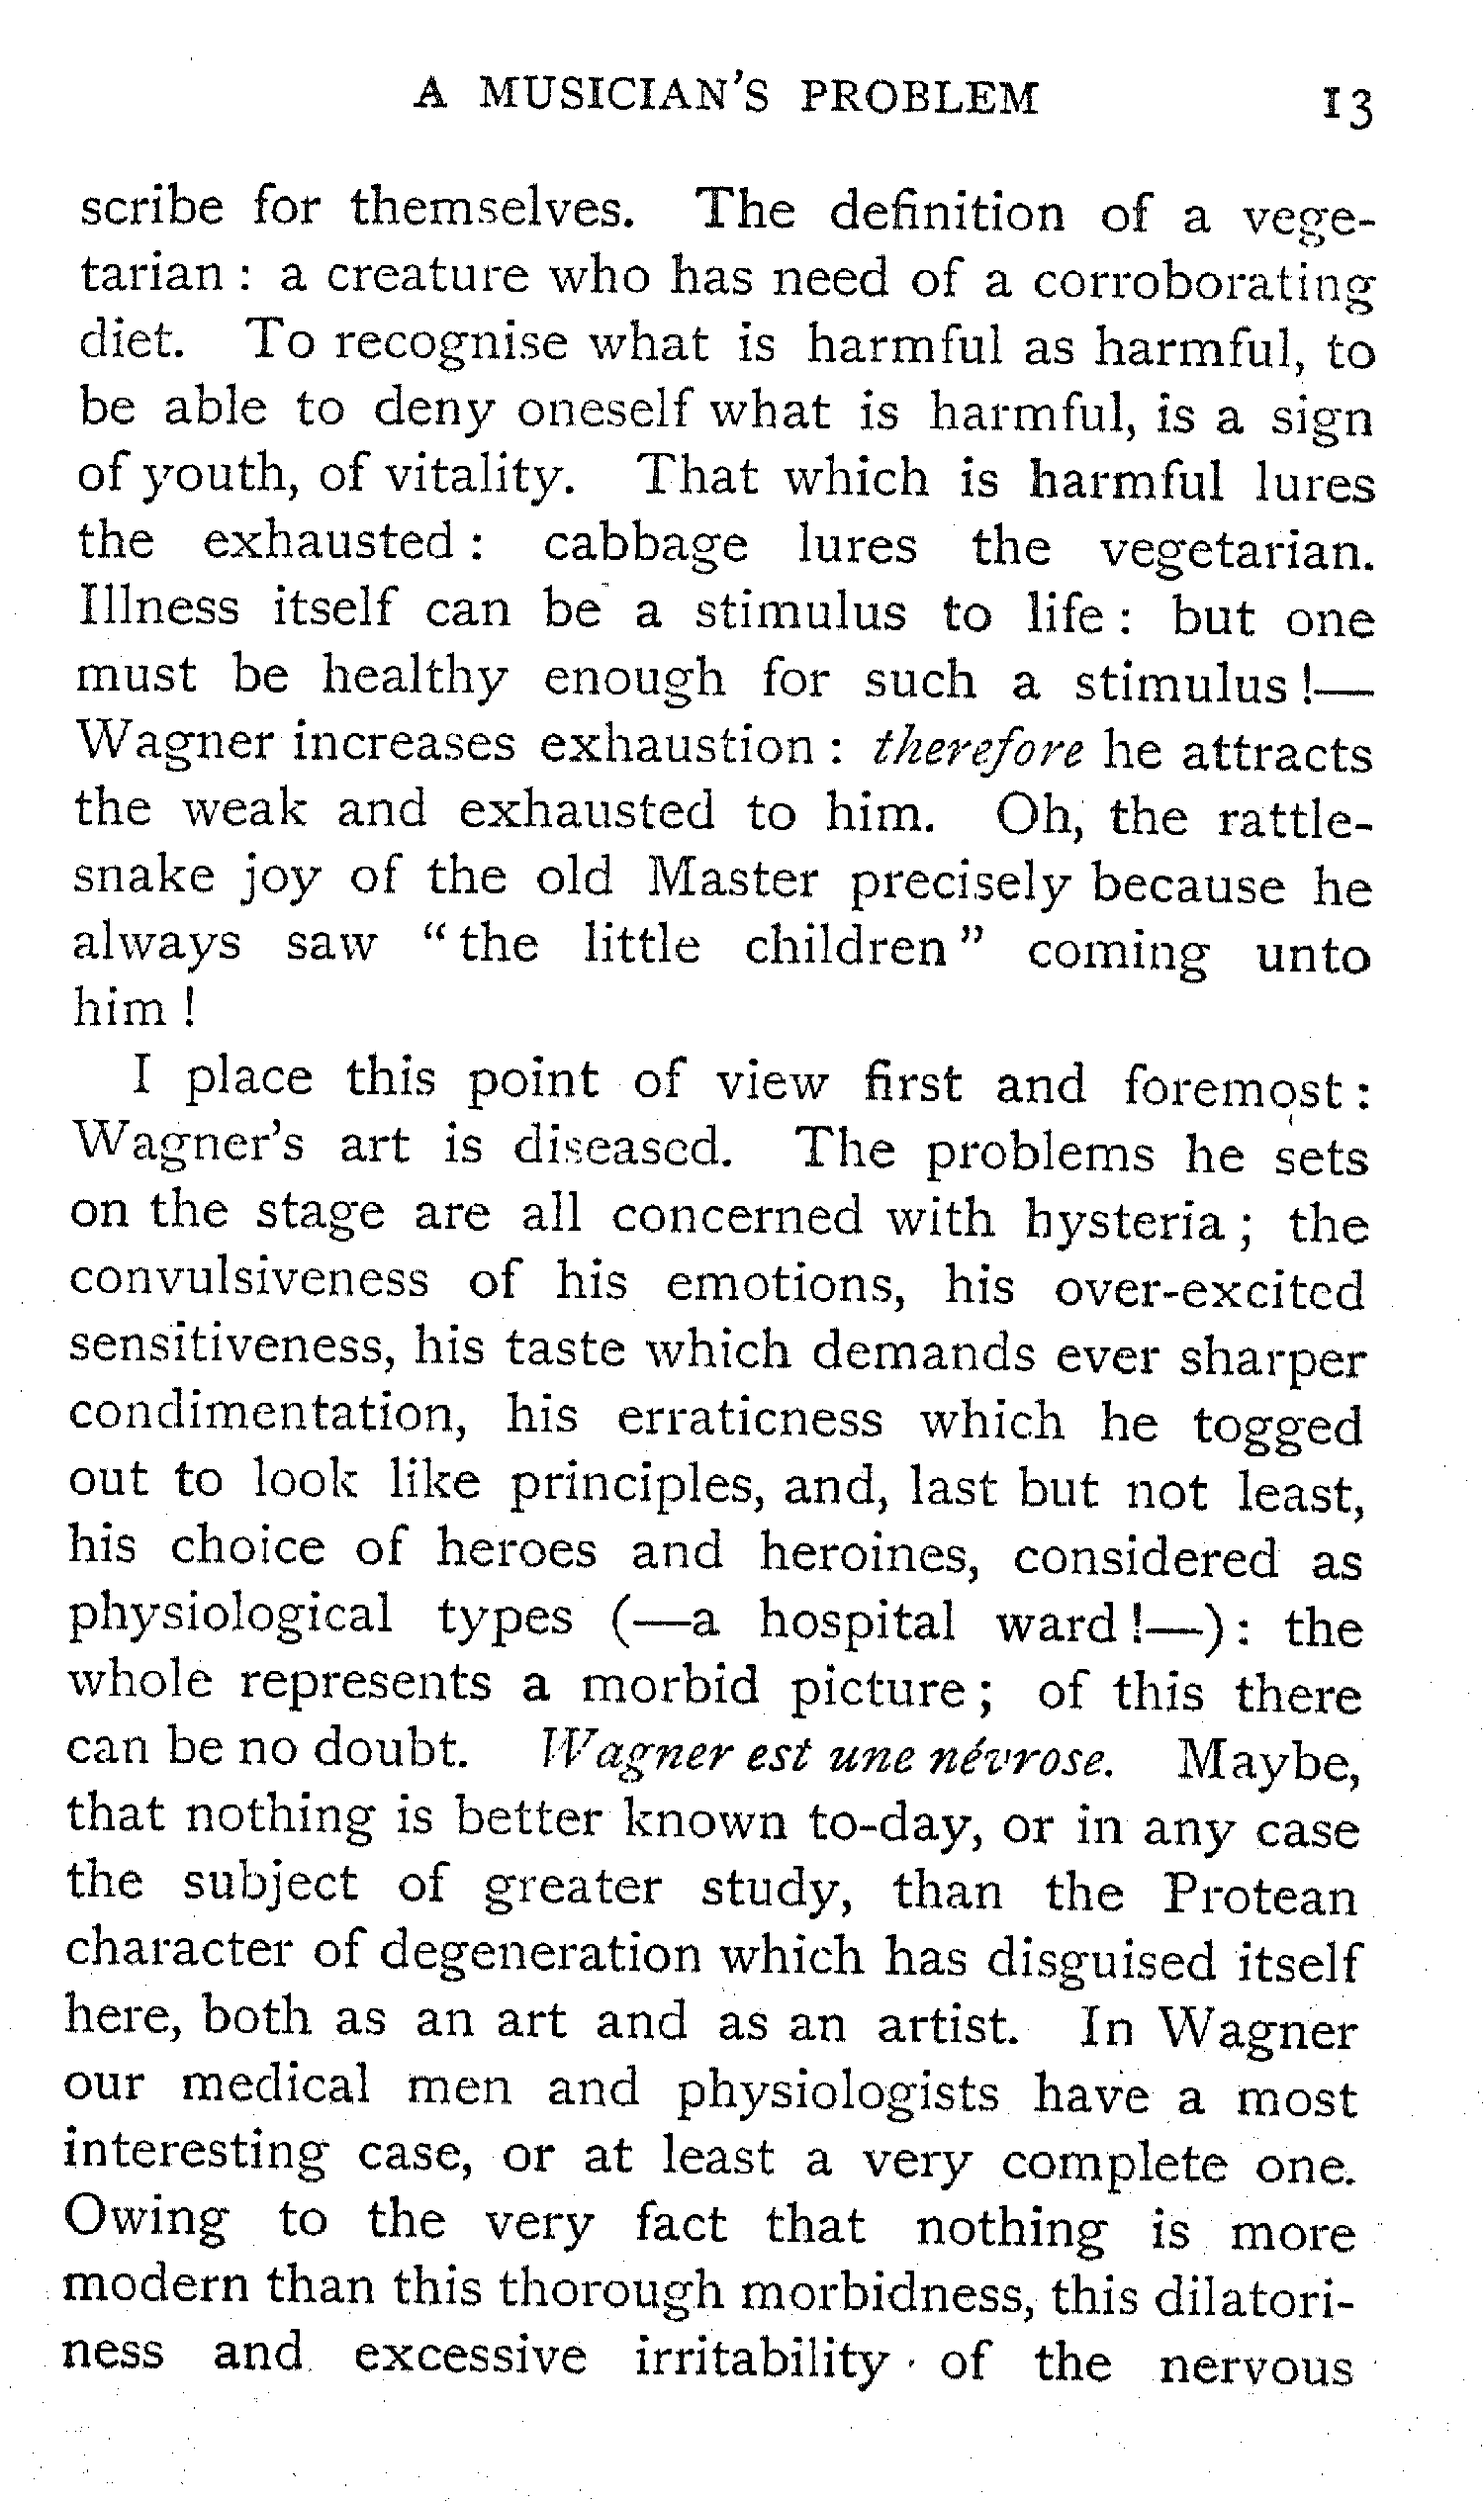 A MUSICIAN'S PROBLEM 13
scribe for themselves. The definition of a vege-
tarian : a creature who has need of a corroborating
diet. To recognise what is harmful as harmful, to
be able to deny oneself what is harmful, is a sign
of youth, of vitality. That which is harmful lures
the exhausted : cabbage lures the vegetarian.
Illness itself can be a stimulus to life : but one
must be healthy enough for such a stimulus !—
Wagner increases exhaustion : therefore he attracts
the weak and exhausted to him. Oh, the rattle-
snake joy of the old Master precisely because he
always saw “ the little children ” coming unto
him !
I place this point of view first and foremost :
Wagner's art is diseased. The problems he sets
on the stage are all concerned with hysteria ; the
convulsiveness of his emotions, his over-excited
sensitiveness, his taste which demands ever sharper
condimentation, his erraticness which he togged
out to look like principles, and, last but not least,
his choice of heroes and heroines, considered as
physiological types (—a hospital ward !—) : the
whole represents a morbid picture ; of this there
can be no doubt. Wagner est une névrose. Maybe,
that nothing is better known to-day, or in any case
the subject of greater study, than the Protean
character of degeneration which has disguised itself
here, both as an art and as an artist. In Wagner
our medical men and physiologists have a most
interesting case, or at least a very complete one.
Owing to the very fact that nothing is more
modern than this thorough morbidness, this dilatori-
ness and excessive irritability of the nervous